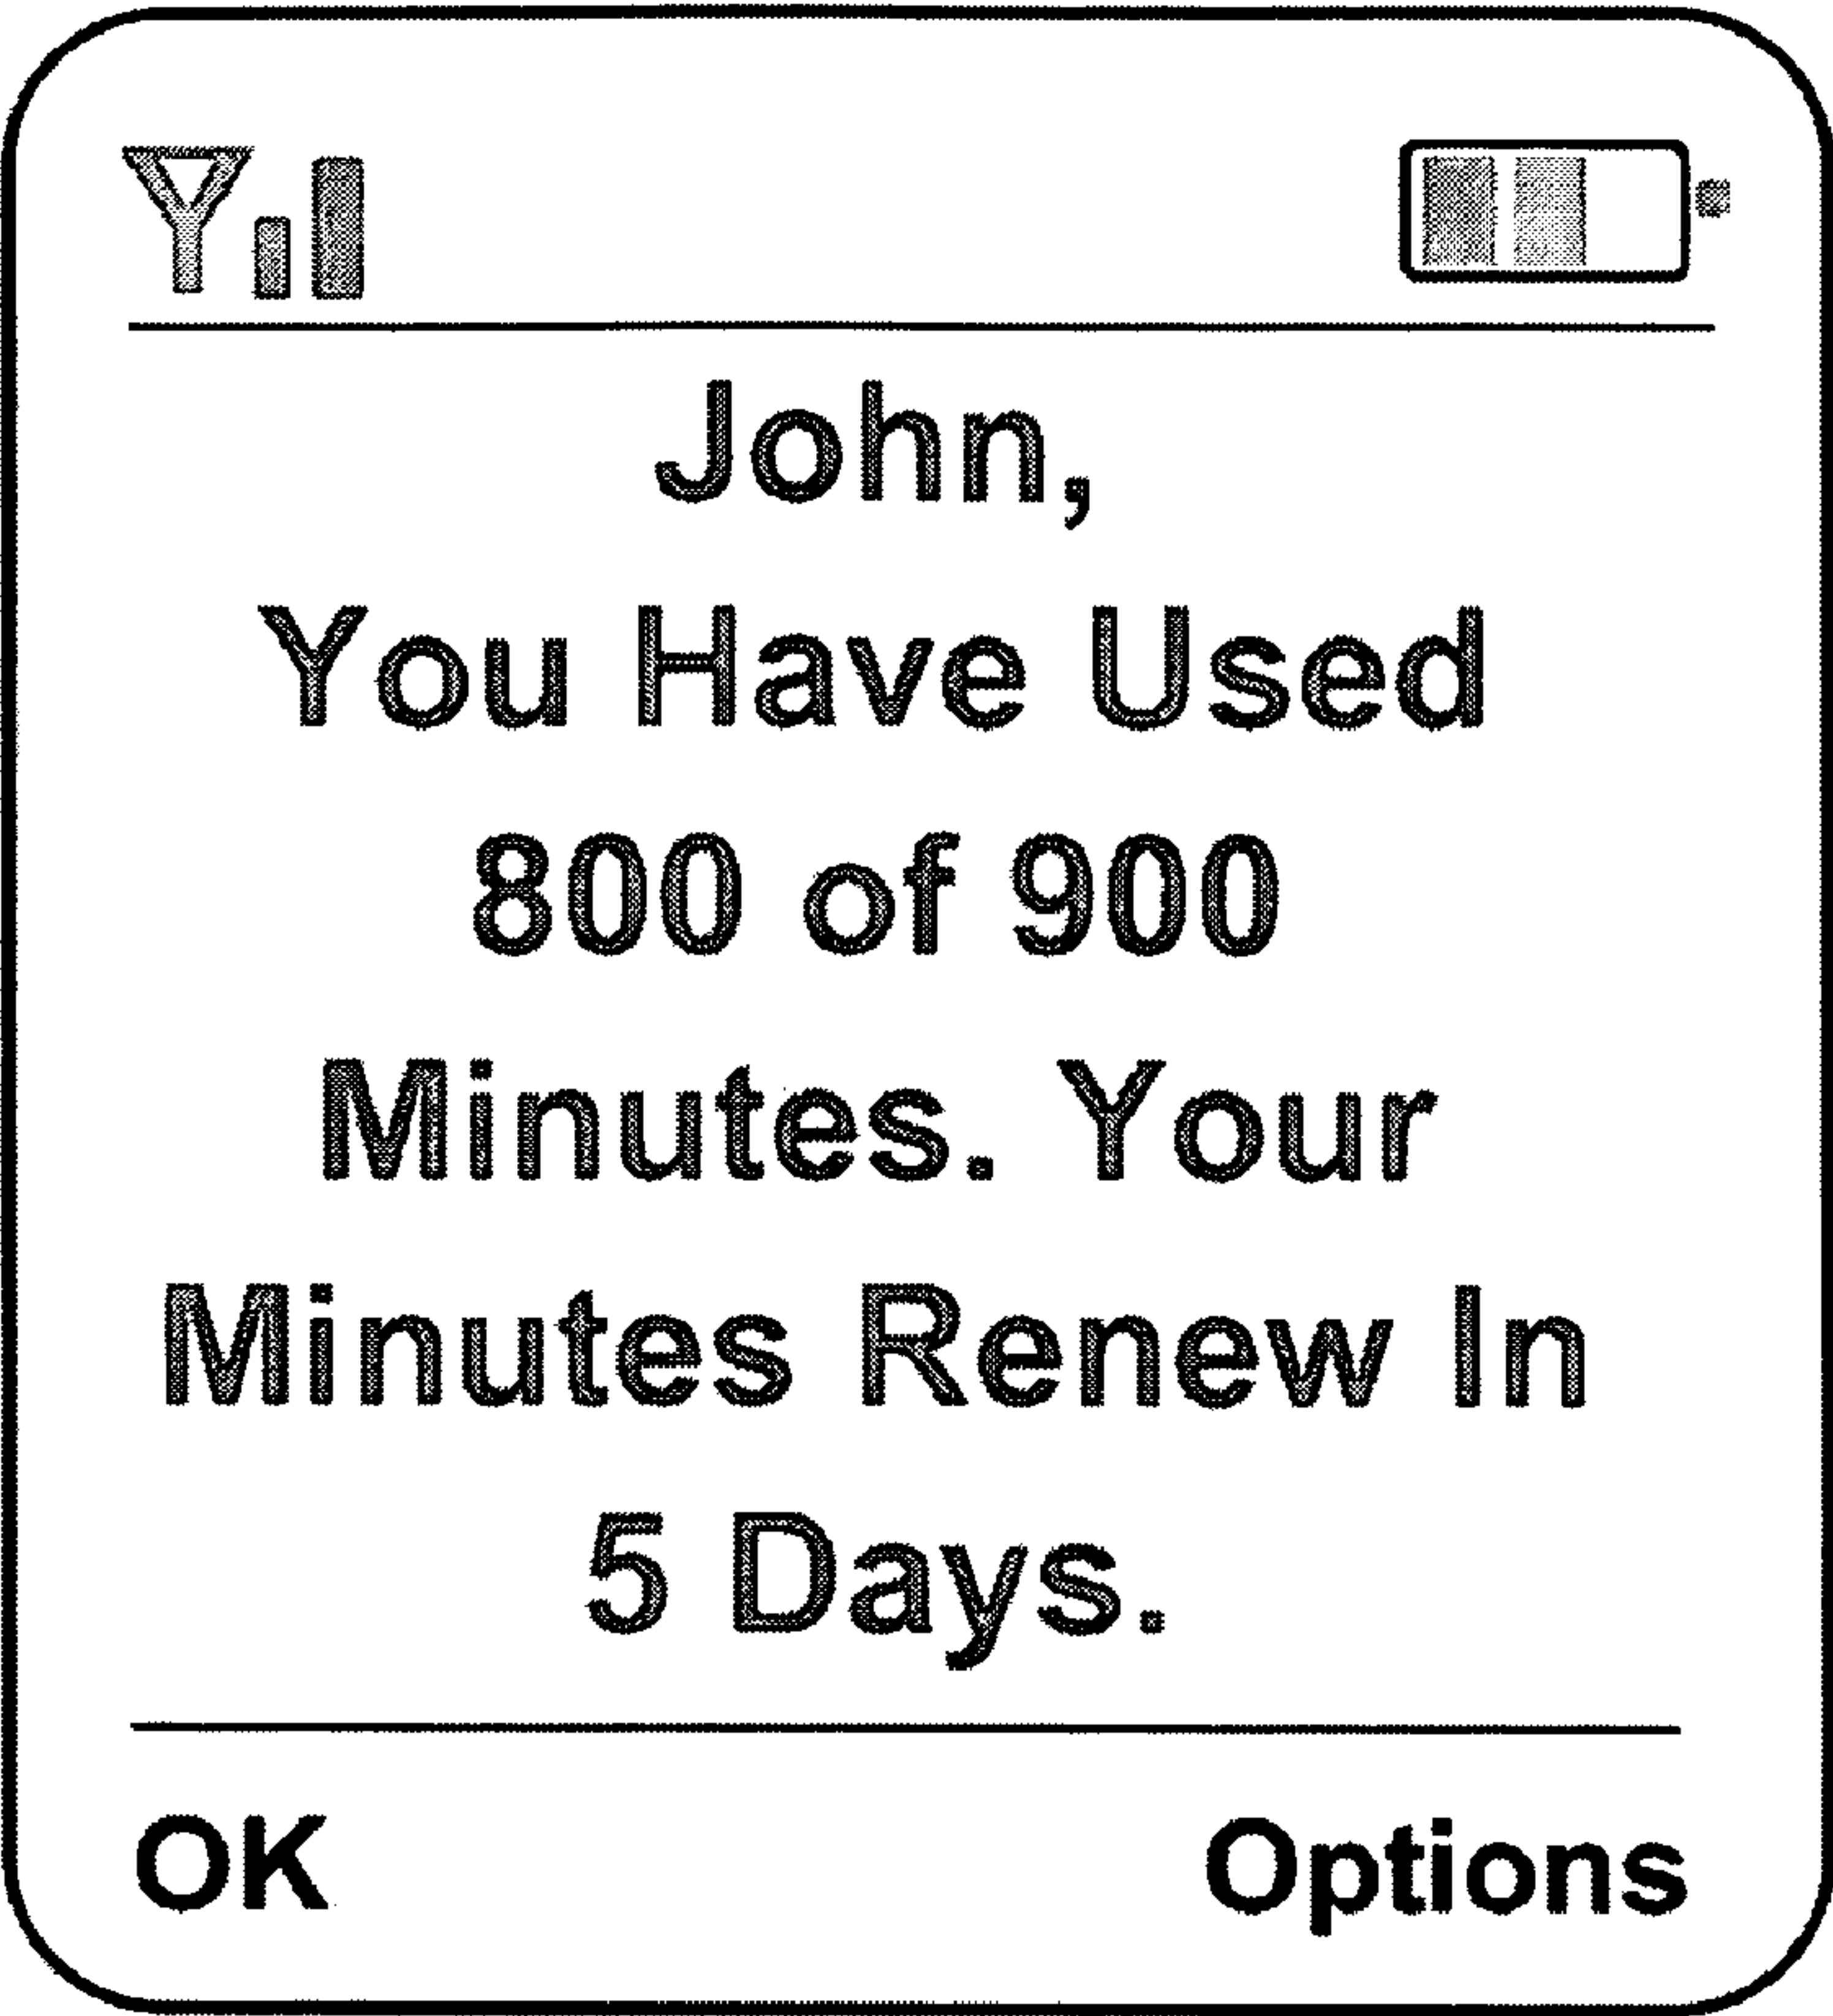 John,
You Have Used
800 of 900
Minutes. Your
Minutes Renew In
5 Days.
OK
Options